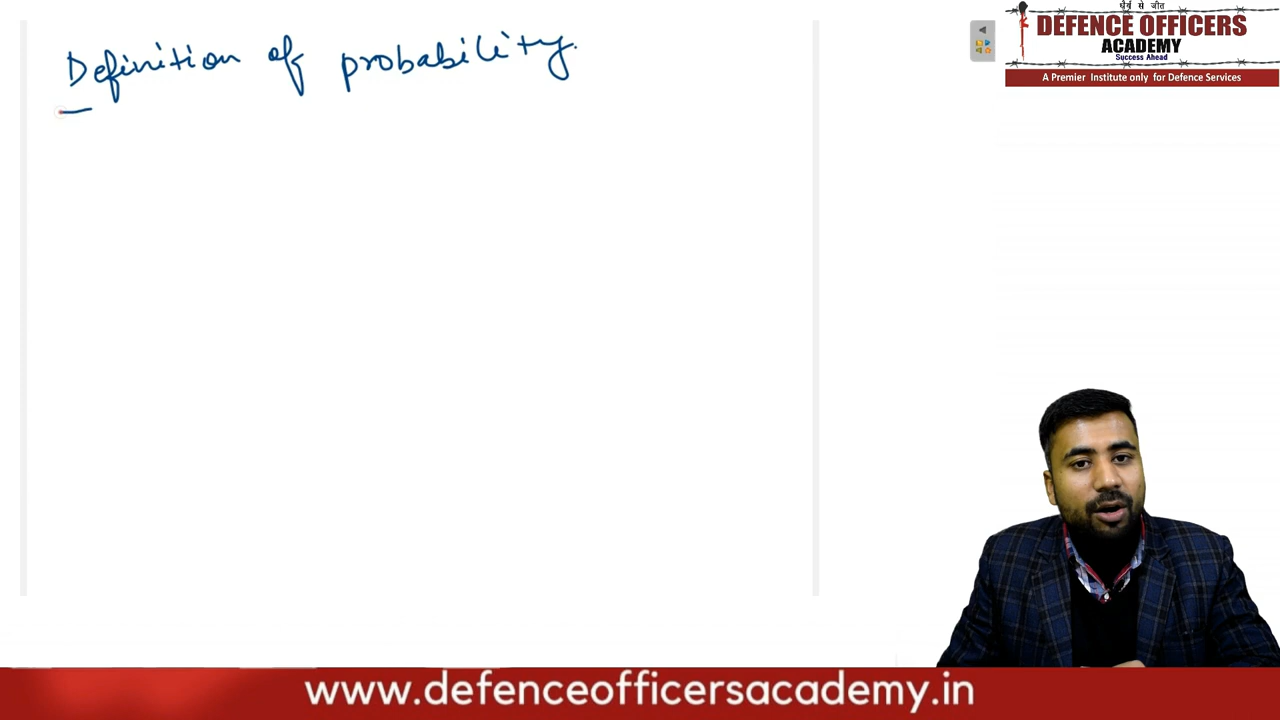 Definition of probability.
धैर्य से जीत
DEFENCE OFFICERS
ACADEMY
Success Ahead
A Premier Institute only for Defence Services
www.defenceofficersacademy.in